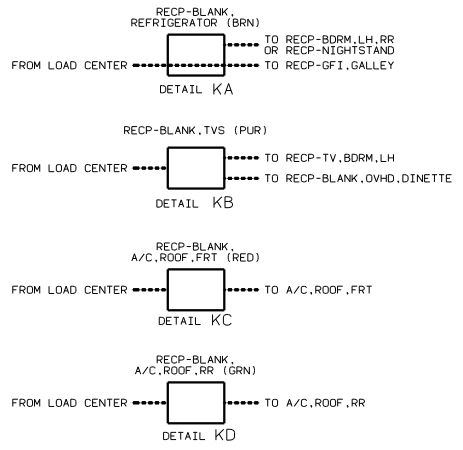 RECP-BLANK,
REFRIGERATOR (BRN)
TO RECP-BDRM,LH,RR
OR RECP-NIGHTSTAND
FROM LOAD CENTER
TO RECP-GFI,GALLEY
DETAIL KA
RECP-BLANK,TVS (PUR)
FROM LOAD CENTER
TO RECP-TV,BDRM,LH
TO RECP-BLANK,OVHD,DINETTE
DETAIL KB
RECP-BLANK,
A/C,ROOF,FRT (RED)
FROM LOAD CENTER
TO A/C,ROOF,FRT
DETAIL KC
RECP-BLANK,
A/C,ROOF,RR (GRN)
FROM LOAD CENTER
TO A/C,ROOF,RR
DETAIL KD